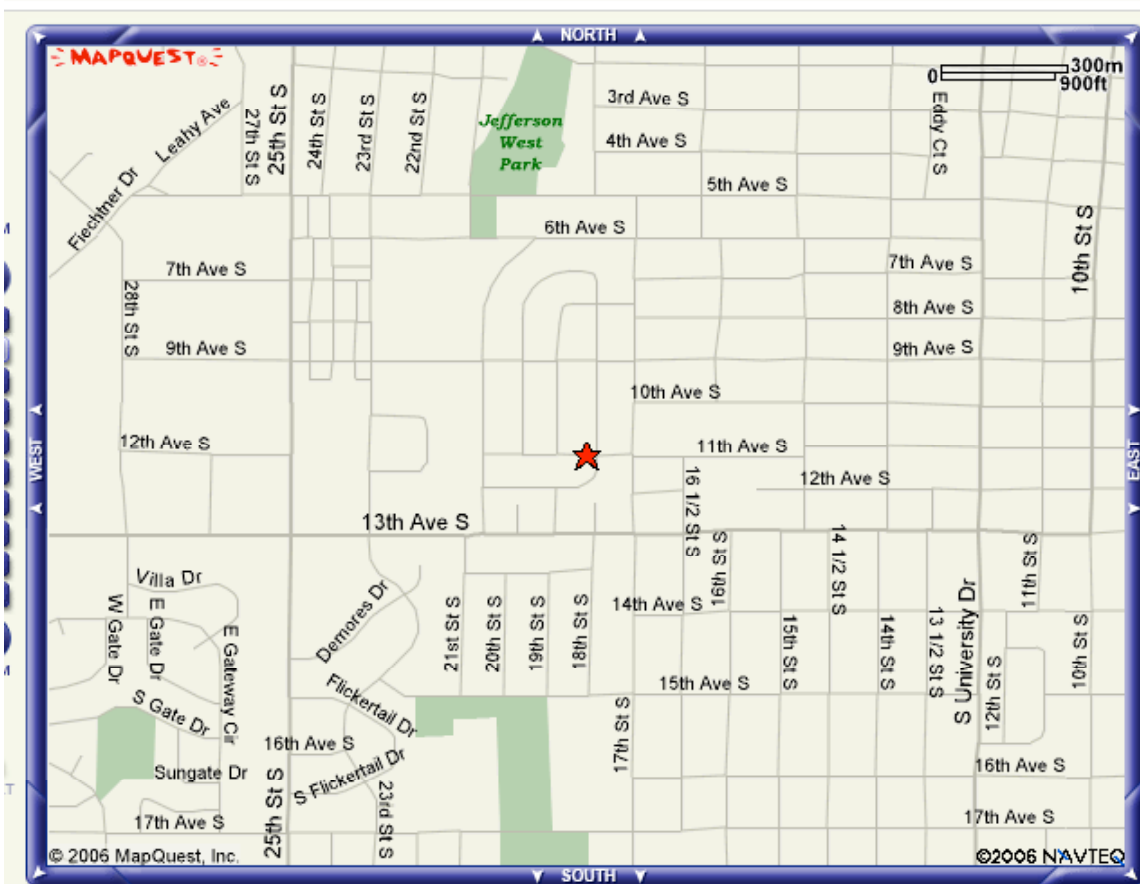 NORTH
MAPQUEST®
0
300m
900ft
Leahy Ave
27th St S
25th St S
24th St S
23rd St S
22nd St S
Jefferson
West
Park
3rd Ave S
4th Ave S
Eddy Ct S
5th Ave S
Fiechtner Dr
6th Ave S
10th St S
7th Ave S
7th Ave S
28th St S
8th Ave S
9th Ave S
9th Ave S
10th Ave S
WEST
EAST
12th Ave S
11th Ave S
16 1/2 St S
12th Ave S
13th Ave S
16th St S
14 1/2 St S
11th St S
Villa Dr
W Gate Dr
E Gate Dr
E Gateway Cir
Demores Dr
21st St S
20th St S
19th St S
18th St S
14th Ave S
15th St S
14th St S
13 1/2 St S
S University Dr
12th St S
10th St S
15th Ave S
S Gate Dr
Flickertail Dr
17th St S
16th Ave S
S Flickertail Dr
Sungate Dr
16th Ave S
25th St S
23rd St S
17th Ave S
17th Ave S
© 2006 MapQuest, Inc.
©2006 NAVTEQ
SOUTH